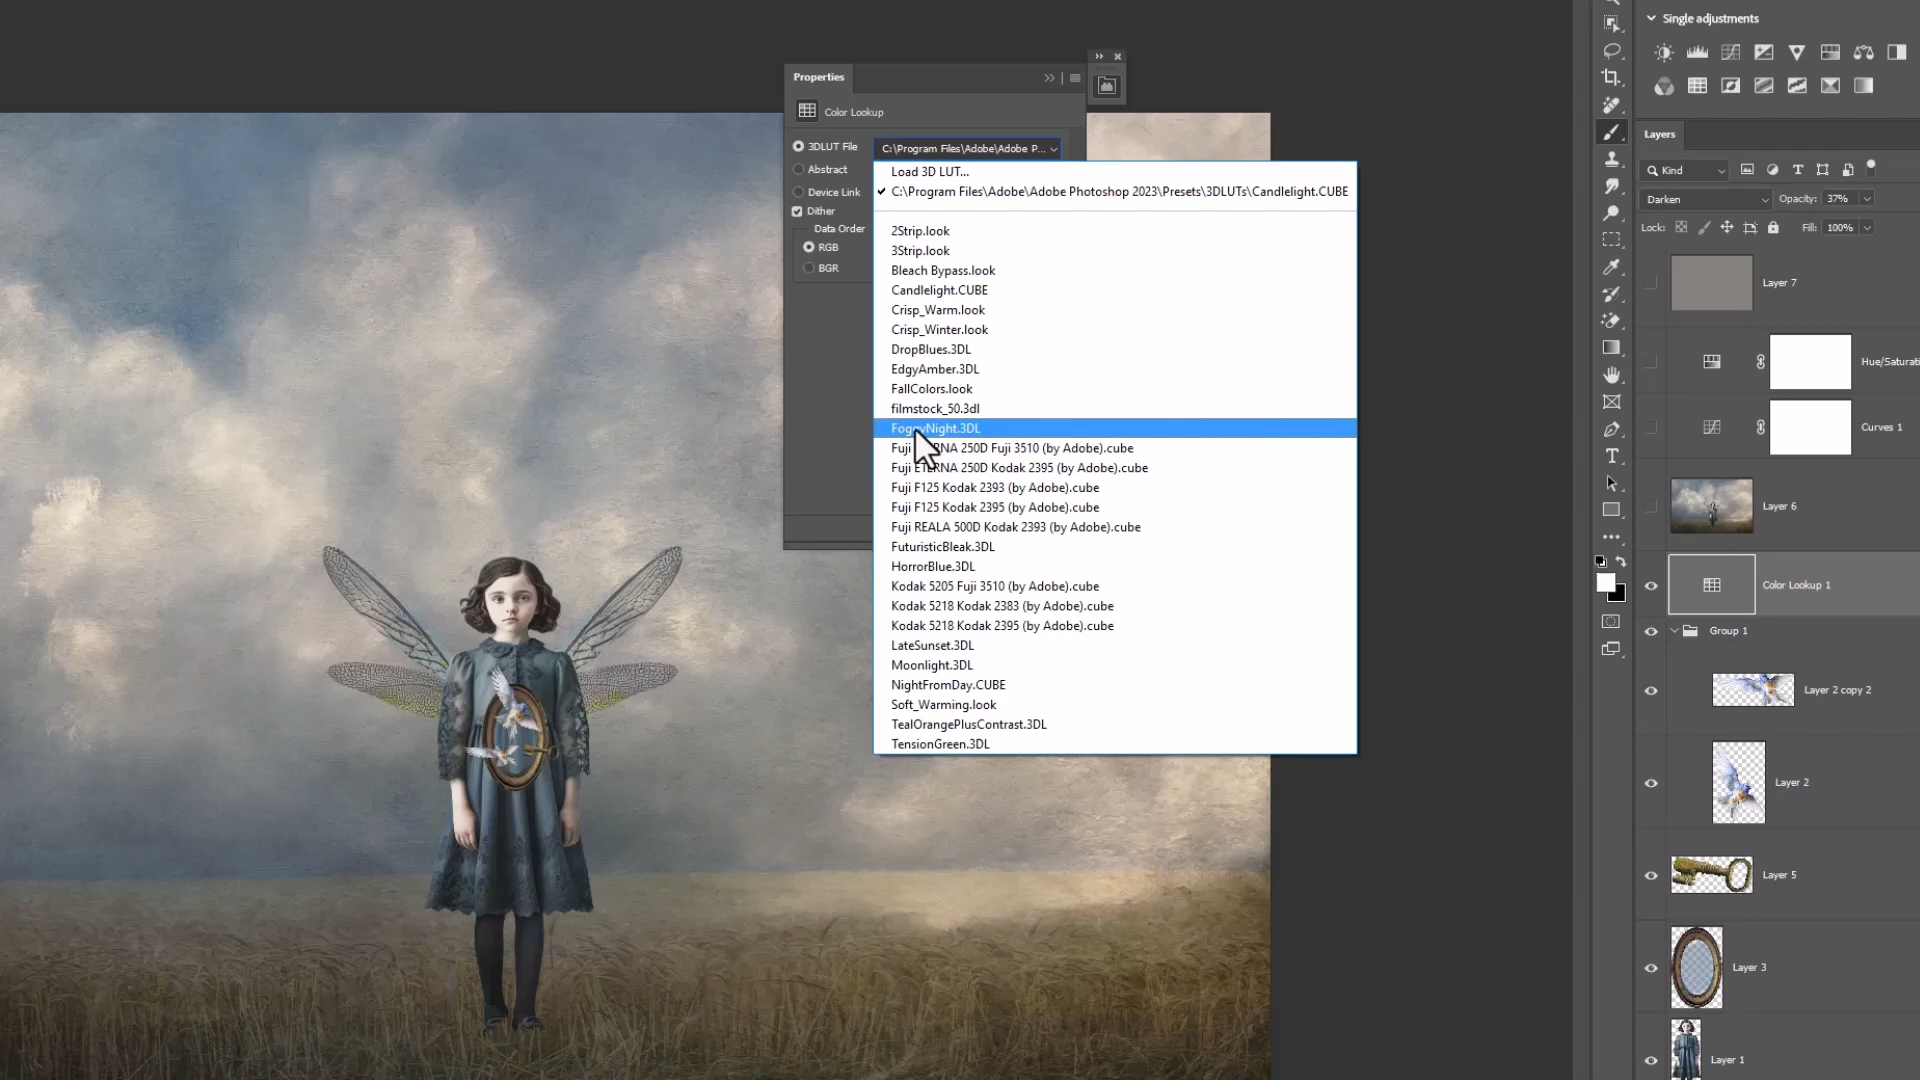 Properties
Color Lookup
3DLUT File
C:\Program Files\Adobe\Adobe P...
Abstract
Device Link
Dither
Data Order
RGB
BGR
Load 3D LUT...
C:\Program Files\Adobe\Adobe Photoshop 2023\Presets\3DLUTs\Candlelight.CUBE
2Strip.look
3Strip.look
Bleach Bypass.look
Candlelight.CUBE
Crisp_Warm.look
Crisp_Winter.look
DropBlues.3DL
EdgyAmber.3DL
FallColors.look
filmstock_50.3dl
FoggyNight.3DL
Fuji ETERNA 250D Fuji 3510 (by Adobe).cube
Fuji ETERNA 250D Kodak 2395 (by Adobe).cube
Fuji F125 Kodak 2393 (by Adobe).cube
Fuji F125 Kodak 2395 (by Adobe).cube
Fuji REALA 500D Kodak 2393 (by Adobe).cube
FuturisticBleak.3DL
HorrorBlue.3DL
Kodak 5205 Fuji 3510 (by Adobe).cube
Kodak 5218 Kodak 2383 (by Adobe).cube
Kodak 5218 Kodak 2395 (by Adobe).cube
LateSunset.3DL
Moonlight.3DL
NightFromDay.CUBE
Soft_Warming.look
TealOrangePlusContrast.3DL
TensionGreen.3DL
Single adjustments
Layers
Kind
Darken
Opacity: 37%
Lock:
Fill: 100%
Layer 7
Hue/Saturati
Curves 1
Layer 6
Color Lookup 1
Group 1
Layer 2 copy 2
Layer 2
Layer 5
Layer 3
Layer 1